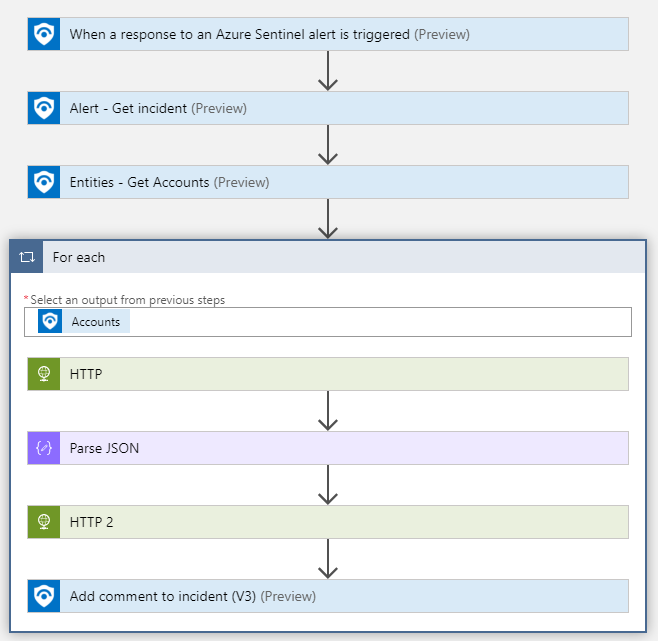 When a response to an Azure Sentinel alert is triggered (Preview)
Alert - Get incident (Preview)
Entities - Get Accounts (Preview)
For each
* Select an output from previous steps
Accounts
HTTP
Parse JSON
HTTP 2
Add comment to incident (V3) (Preview)